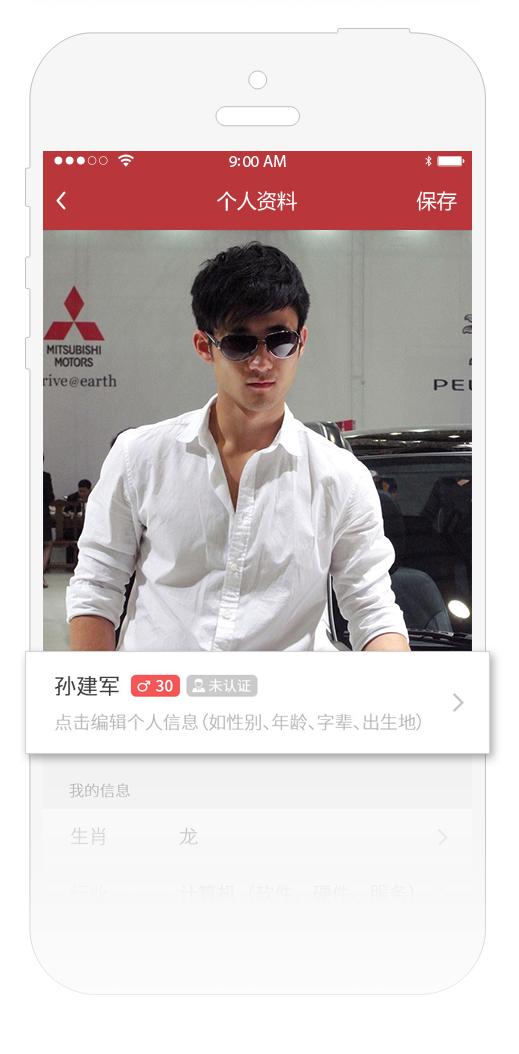 9:00 AM
个人资料
保存
MITSUBISHI
MOTORS
rive@earth
PEU
孙建军
♂ 30
未认证
点击编辑个人信息（如性别、年龄、字辈、出生地）
我的信息
生肖
龙
行业
计算机（软件、硬件、服务）